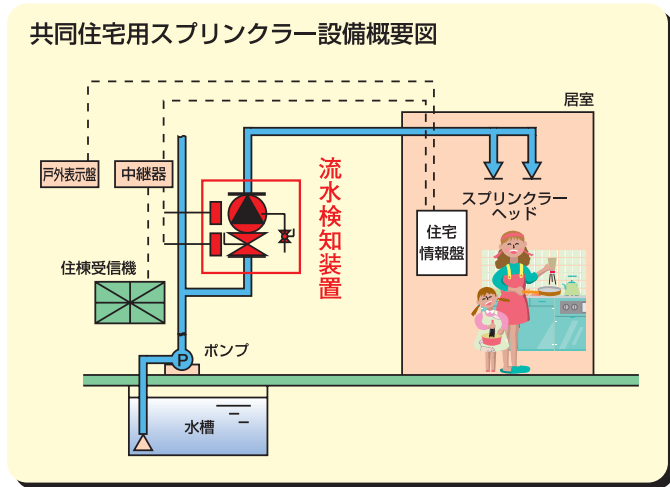 共同住宅用スプリンクラー設備概要図
居室
戸外表示盤
中継器
流水検知装置
スプリンクラー
ヘッド
住宅
情報盤
住棟受信機
ポンプ
P
水槽